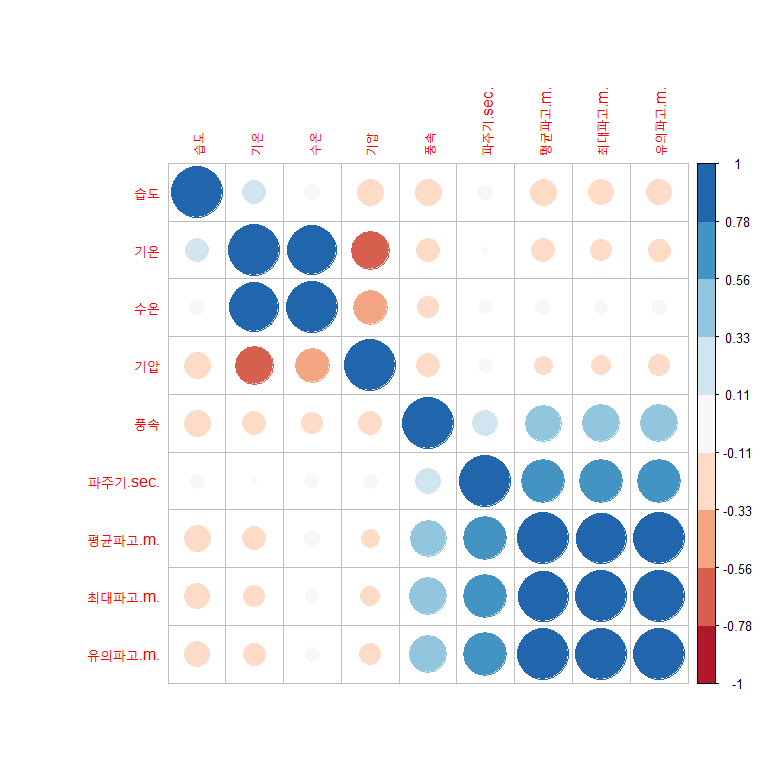 습도
기온
수온
기압
풍속
파주기.sec.
평균파고.m.
최대파고.m.
유의파고.m.
습도
기온
수온
기압
풍속
파주기.sec.
평균파고.m.
최대파고.m.
유의파고.m.
1
0.78
0.56
0.33
0.11
-0.11
-0.33
-0.56
-0.78
-1